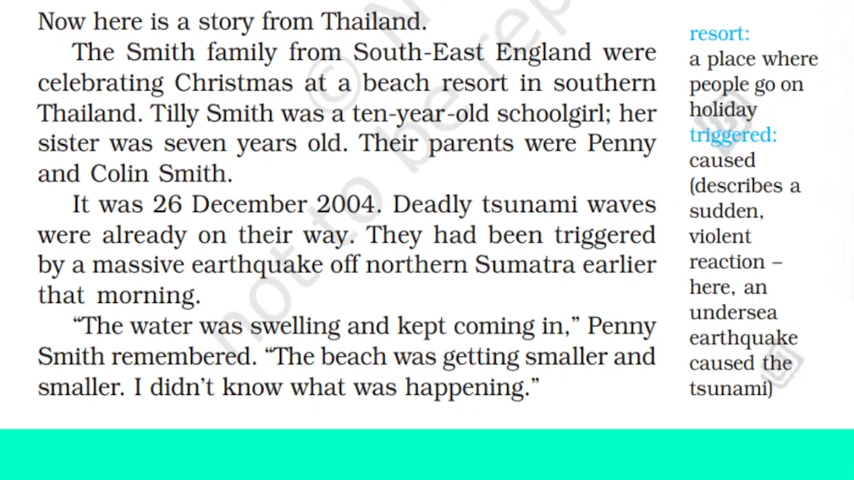 Now here is a story from Thailand.
The Smith family from South-East England were
celebrating Christmas at a beach resort in southern
Thailand. Tilly Smith was a ten-year-old schoolgirl; her
sister was seven years old. Their parents were Penny
and Colin Smith.
It was 26 December 2004. Deadly tsunami waves
were already on their way. They had been triggered
by a massive earthquake off northern Sumatra earlier
that morning.
“The water was swelling and kept coming in,” Penny
Smith remembered. “The beach was getting smaller and
smaller. I didn’t know what was happening.”
resort:
a place where
people go on
holiday
triggered:
caused
(describes a
sudden,
violent
reaction –
here, an
undersea
earthquake
caused the
tsunami)
not to be rep